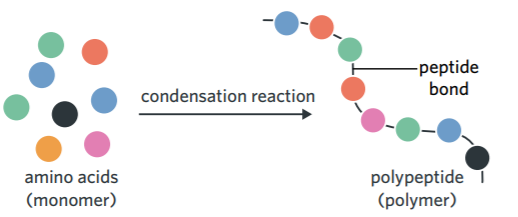 condensation reaction
peptide
bond
amino acids
(monomer)
polypeptide
(polymer)